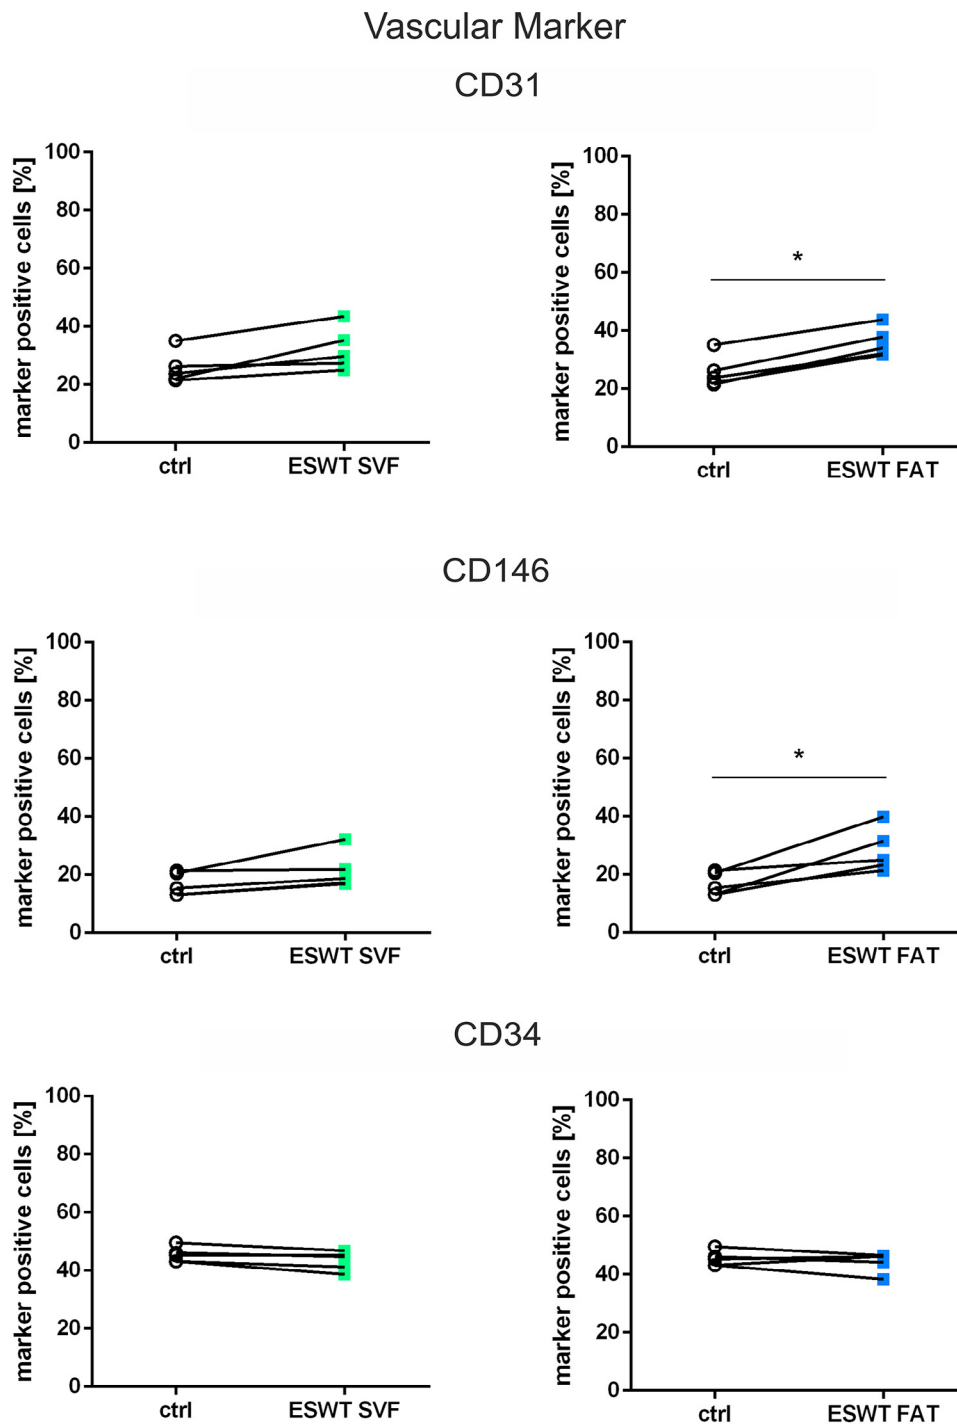 Vascular Marker
CD31
marker positive cells [%]
100
80
60
40
20
0
ctrl
ESWT SVF
marker positive cells [%]
100
80
60
40
20
0
*
ctrl
ESWT FAT
CD146
marker positive cells [%]
100
80
60
40
20
0
ctrl
ESWT SVF
marker positive cells [%]
100
80
60
40
20
0
*
ctrl
ESWT FAT
CD34
marker positive cells [%]
100
80
60
40
20
0
ctrl
ESWT SVF
marker positive cells [%]
100
80
60
40
20
0
ctrl
ESWT FAT